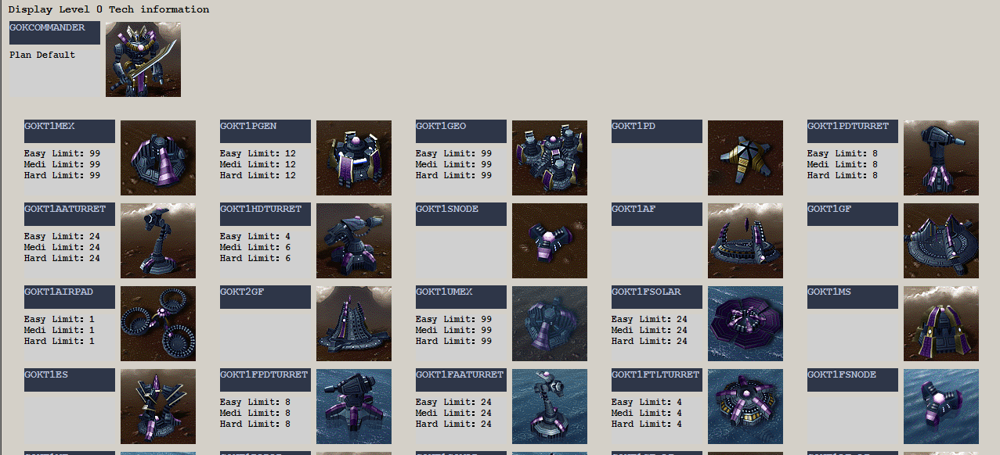 Display Level 0 Tech information
GOKCOMMANDER
Plan Default
GOKT1MEX
Easy Limit: 99
Medi Limit: 99
Hard Limit: 99
GOKT1PGEN
Easy Limit: 12
Medi Limit: 12
Hard Limit: 12
GOKT1GEO
Easy Limit: 99
Medi Limit: 99
Hard Limit: 99
GOKT1PD
GOKT1PDTURRET
Easy Limit: 8
Medi Limit: 8
Hard Limit: 8
GOKT1AATURRET
Easy Limit: 24
Medi Limit: 24
Hard Limit: 24
GOKT1HDTURRET
Easy Limit: 4
Medi Limit: 6
Hard Limit: 6
GOKT1SNODE
GOKT1AF
GOKT1GF
GOKT1AIRPAD
Easy Limit: 1
Medi Limit: 1
Hard Limit: 1
GOKT2GF
GOKT1UMEX
Easy Limit: 99
Medi Limit: 99
Hard Limit: 99
GOKT1FSOLAR
Easy Limit: 24
Medi Limit: 24
Hard Limit: 24
GOKT1MS
GOKT1ES
GOKT1FPDTURRET
Easy Limit: 8
Medi Limit: 8
Hard Limit: 8
GOKT1FAATURRET
Easy Limit: 24
Medi Limit: 24
Hard Limit: 24
GOKT1FTLTURRET
Easy Limit: 4
Medi Limit: 4
Hard Limit: 4
GOKT1FSNODE